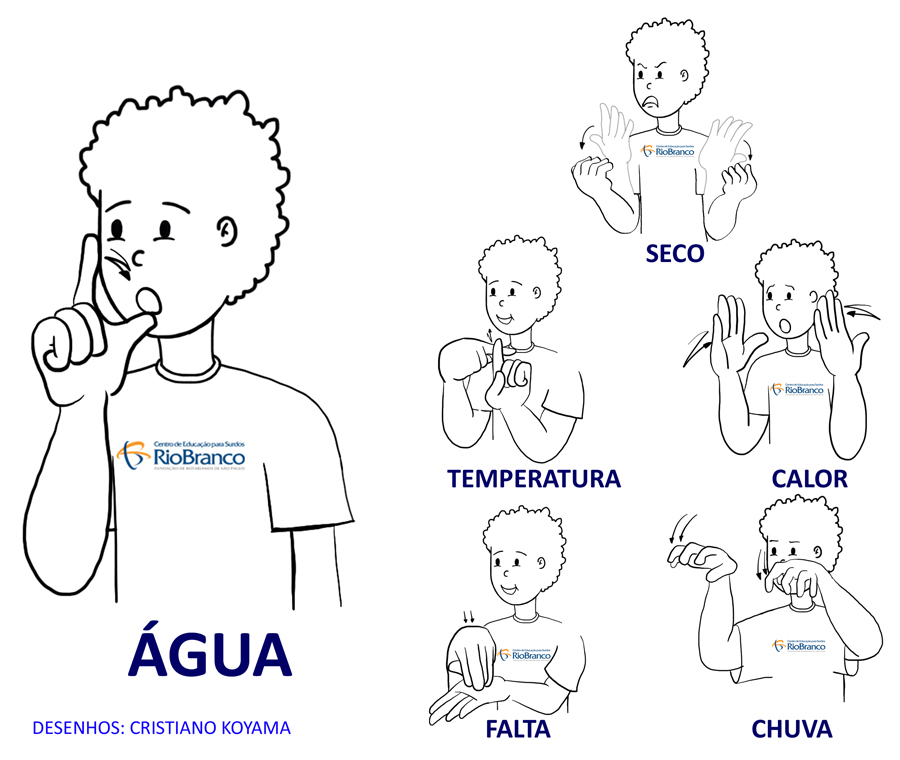 Centro de Educação para Surdos
RioBranco
FUNDAÇÃO DE ROTARIANOS DE SÃO PAULO
ÁGUA
DESENHOS: CRISTIANO KOYAMA
Centro de Educação para Surdos
RioBranco
SECO
TEMPERATURA
Centro de Educação para Surdos
RioBranco
CALOR
Centro de Educação para Surdos
RioBranco
FALTA
Centro de Educação para Surdos
RioBranco
CHUVA